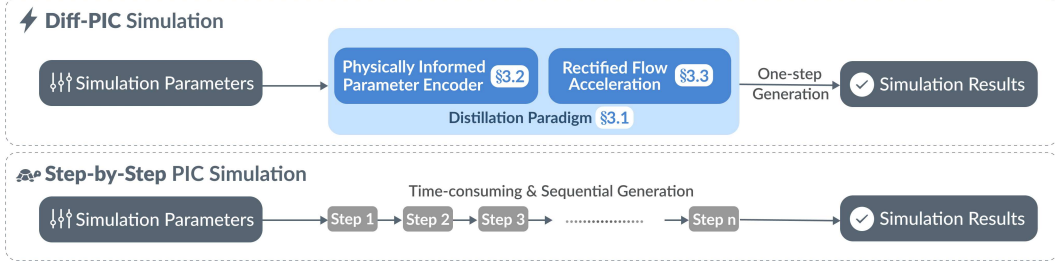 Diff-PIC Simulation
Simulation Parameters
Physically Informed
Parameter Encoder
§3.2
Rectified Flow
Acceleration
§3.3
Distillation Paradigm §3.1
One-step
Generation
Simulation Results
Step-by-Step PIC Simulation
Time-consuming & Sequential Generation
Simulation Parameters
Step 1
Step 2
Step 3
...................
Step n
Simulation Results